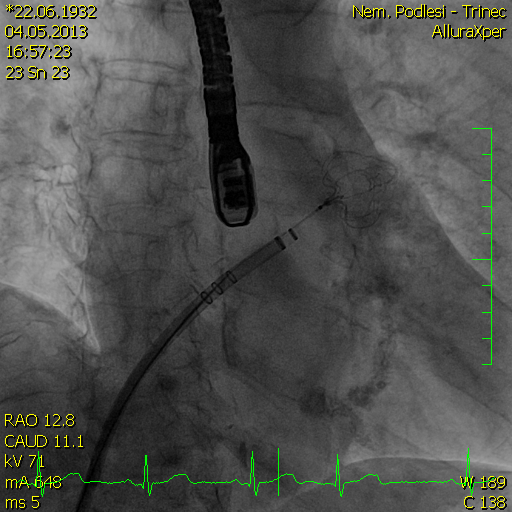 *22.06.1932
04.05.2013
16:57:23
23 Sn 23
Nem. Podlesi - Trinec
AlluraXper
RAO 12.8
CAUD 11.1
kV 71
mA 648
ms 5
W 189
C 138